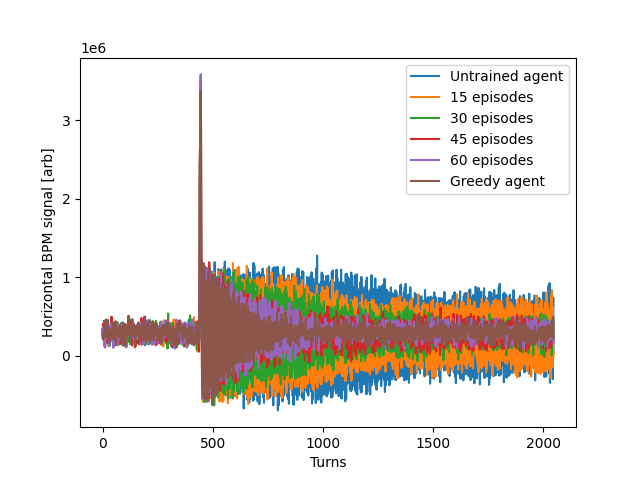 1e6
3
2
1
0
Horizontal BPM signal [arb]
0
500
1000
1500
2000
Turns
Untrained agent
15 episodes
30 episodes
45 episodes
60 episodes
Greedy agent